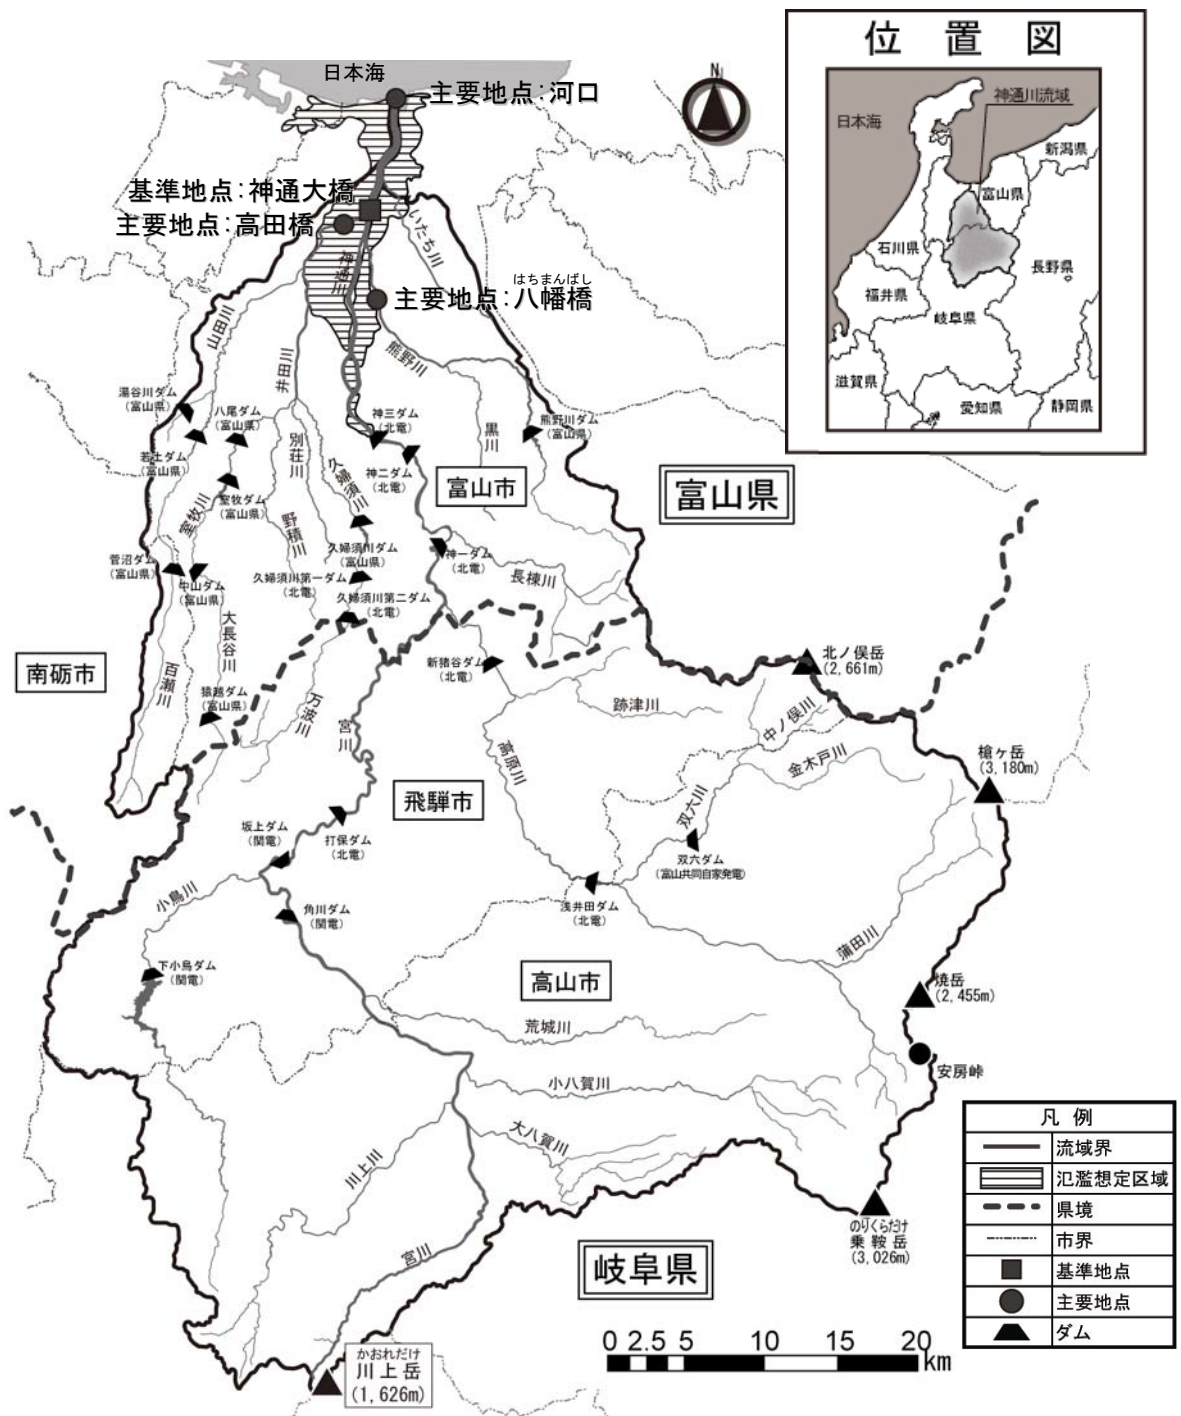 位置図
日本海
神通川流域
新潟県
富山県
石川県
長野県
福井県
岐阜県
滋賀県
愛知県
静岡県
N
日本海
主要地点：河口
基準地点：神通大橋
主要地点：高田橋
いたち川
神通川
はちまんばし
主要地点：八幡橋
山田川
井田川
熊野川
湯谷川ダム
(富山県)
八尾ダム
(富山県)
神三ダム
(北電)
熊野川ダム
(富山県)
若土ダム
(富山県)
別荘川
久婦須川
黒川
神二ダム
(北電)
富山市
富山県
室牧ダム
(富山県)
室牧川
野積川
久婦須川ダム
(富山県)
神一ダム
(北電)
菅沼ダム
(富山県)
中山ダム
(富山県)
久婦須川第一ダム
(北電)
長棟川
久婦須川第二ダム
(北電)
大長谷川
南砺市
百瀬川
新猪谷ダム
(北電)
北ノ俣岳
(2,661m)
猿越ダム
(富山県)
万波川
宮川
跡津川
中ノ俣川
高原川
金木戸川
槍ヶ岳
(3,180m)
飛騨市
双六川
坂上ダム
(関電)
打保ダム
(北電)
双六ダム
(富山共同自家発電)
小鳥川
角川ダム
(関電)
浅井田ダム
(北電)
蒲田川
下小鳥ダム
(関電)
高山市
焼岳
(2,455m)
荒城川
安房峠
小八賀川
大八賀川
川上川
宮川
のりくらだけ
乗鞍岳
(3,026m)
岐阜県
かおれだけ
川上岳
(1,626m)
凡例
流域界
氾濫想定区域
県境
市界
基準地点
主要地点
ダム
0 2.5 5 10 15 20
km